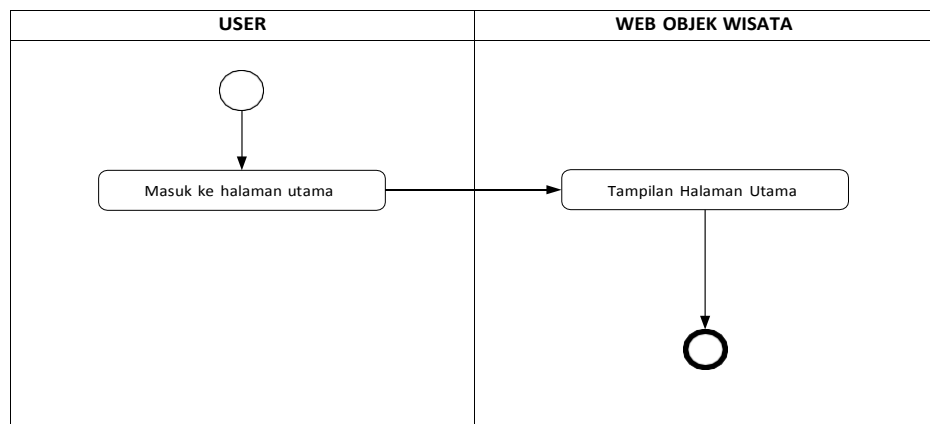 USER
WEB OBJEK WISATA
Masuk ke halaman utama
Tampilan Halaman Utama